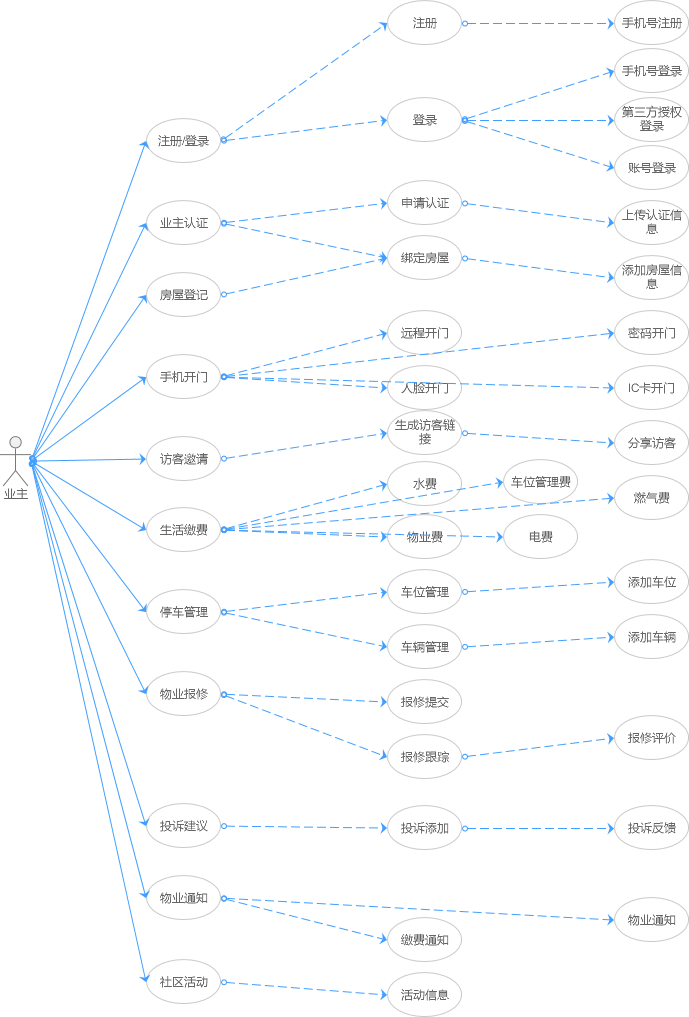 注册
手机号注册
手机号登录
登录
第三方授权
登录
注册/登录
账号登录
业主认证
申请认证
上传认证信
息
绑定房屋
添加房屋信
息
房屋登记
远程开门
密码开门
手机开门
人脸开门
IC卡开门
生成访客链
接
访客邀请
分享访客
业主
水费
车位管理费
燃气费
生活缴费
物业费
电费
停车管理
车位管理
添加车位
车辆管理
添加车辆
物业报修
报修提交
报修跟踪
报修评价
投诉建议
投诉添加
投诉反馈
物业通知
物业通知
缴费通知
社区活动
活动信息